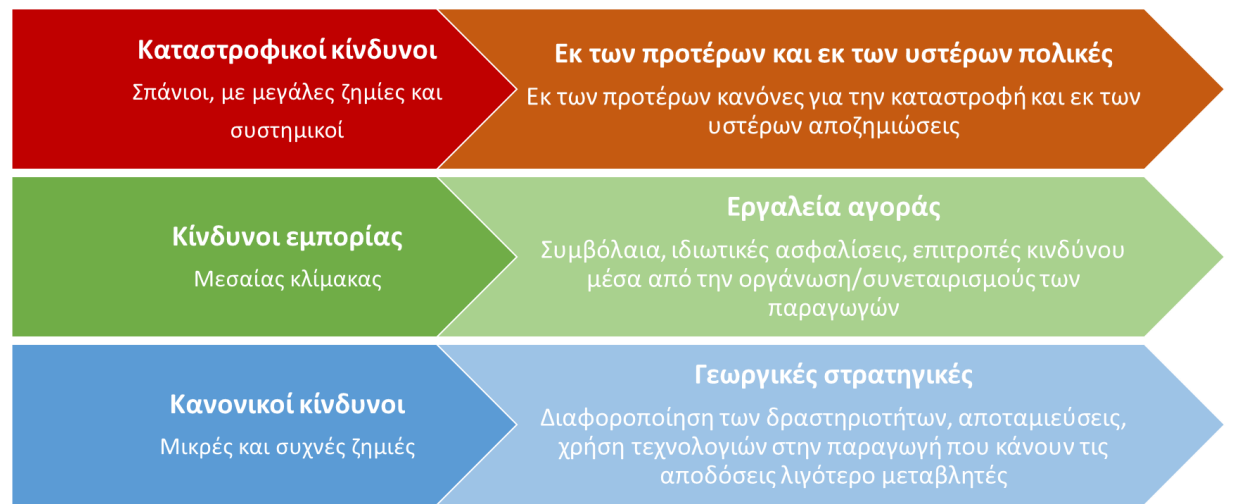 Καταστροφικοί κίνδυνοι
Σπάνιοι, με μεγάλες ζημίες και
συστημικοί
Εκ των προτέρων και εκ των υστέρων πολικές
Εκ των προτέρων κανόνες για την καταστροφή και εκ των
υστέρων αποζημιώσεις
Κίνδυνοι εμπορίας
Μεσαίας κλίμακας
Εργαλεία αγοράς
Συμβόλαια, ιδιωτικές ασφαλίσεις, επιτροπές κινδύνου
μέσα από την οργάνωση/συνεταιρισμούς των
παραγωγών
Κανονικοί κίνδυνοι
Μικρές και συχνές ζημιές
Γεωργικές στρατηγικές
Διαφοροποίηση των δραστηριοτήτων, αποταμιεύσεις,
χρήση τεχνολογιών στην παραγωγή που κάνουν τις
αποδόσεις λιγότερο μεταβλητές